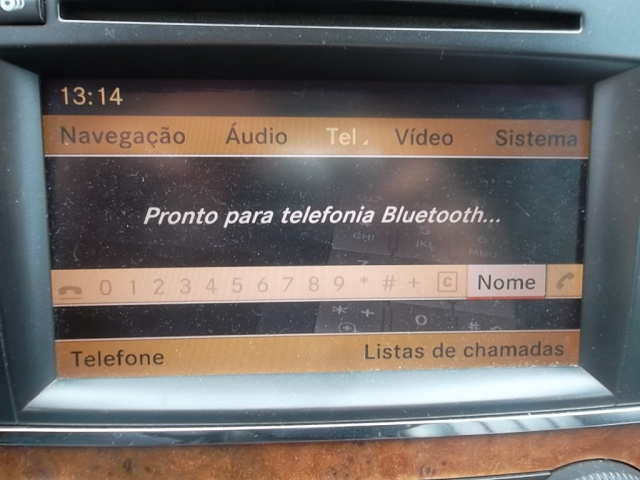 13:14
Navegação Áudio Tel Vídeo Sistema
Pronto para telefonia Bluetooth...
0 1 2 3 4 5 6 7 8 9 * # + C Nome
Telefone Listas de chamadas